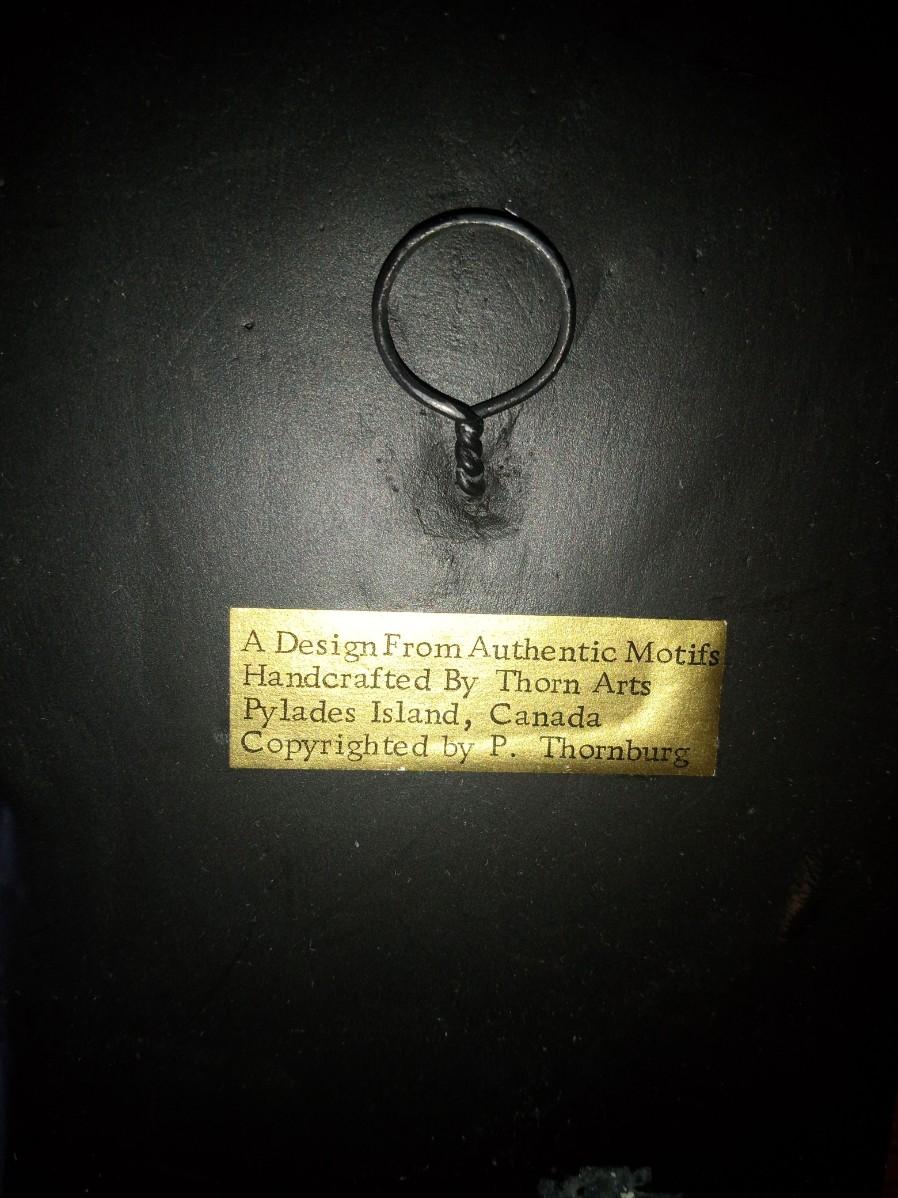 A Design From Authentic Motifs
Handcrafted By Thorn Arts
Pylades Island, Canada
Copyrighted by P. Thornburg